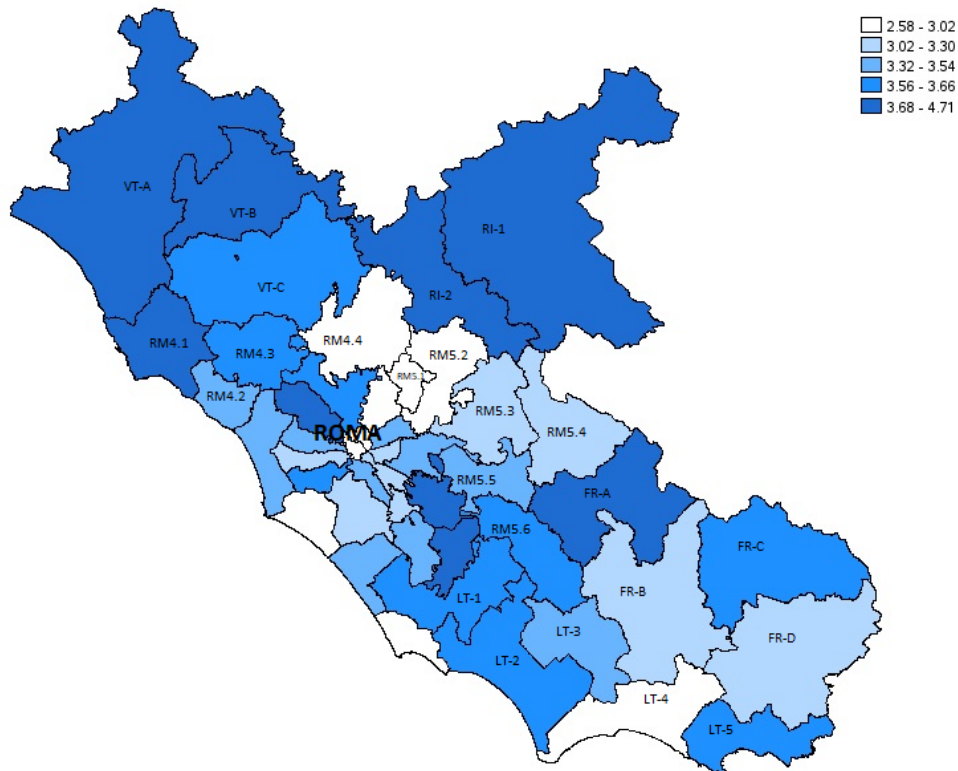 2.58 - 3.02
3.02 - 3.30
3.32 - 3.54
3.56 - 3.66
3.68 - 4.71
VT-A
VT-B
RI-1
VT-C
RI-2
RM4.1
RM4.3
RM4.4
RM5.2
RM5.1
RM4.2
RM5.3
ROMA
RM5.4
RM5.5
FR-A
RM5.6
FR-C
LT-1
FR-B
LT-3
FR-D
LT-2
LT-4
LT-5